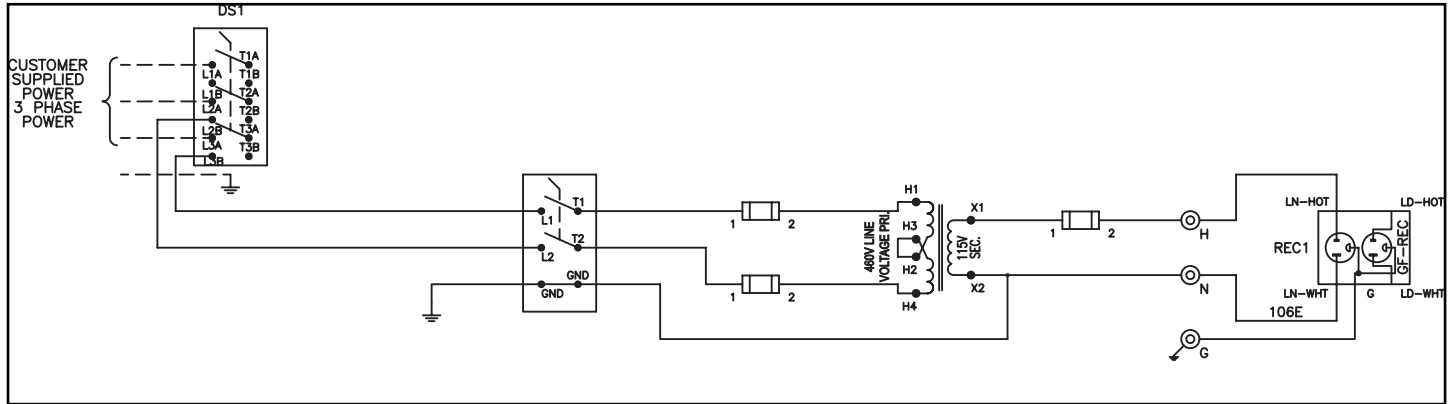 DS1
CUSTOMER
SUPPLIED
POWER
3 PHASE
POWER
T1A
L1A
T1B
L1B
T2A
L2A
T2B
L2B
T3A
L3A
T3B
L3B
L1
T1
L2
T2
GND
GND
1
2
1
2
H1
H3
H2
H4
460V LINE
VOLTAGE PRI.
115V
SEC.
X1
X2
1
2
H
N
G
LN-HOT
LD-HOT
REC1
GF-REC
LN-WHT
G
LD-WHT
106E